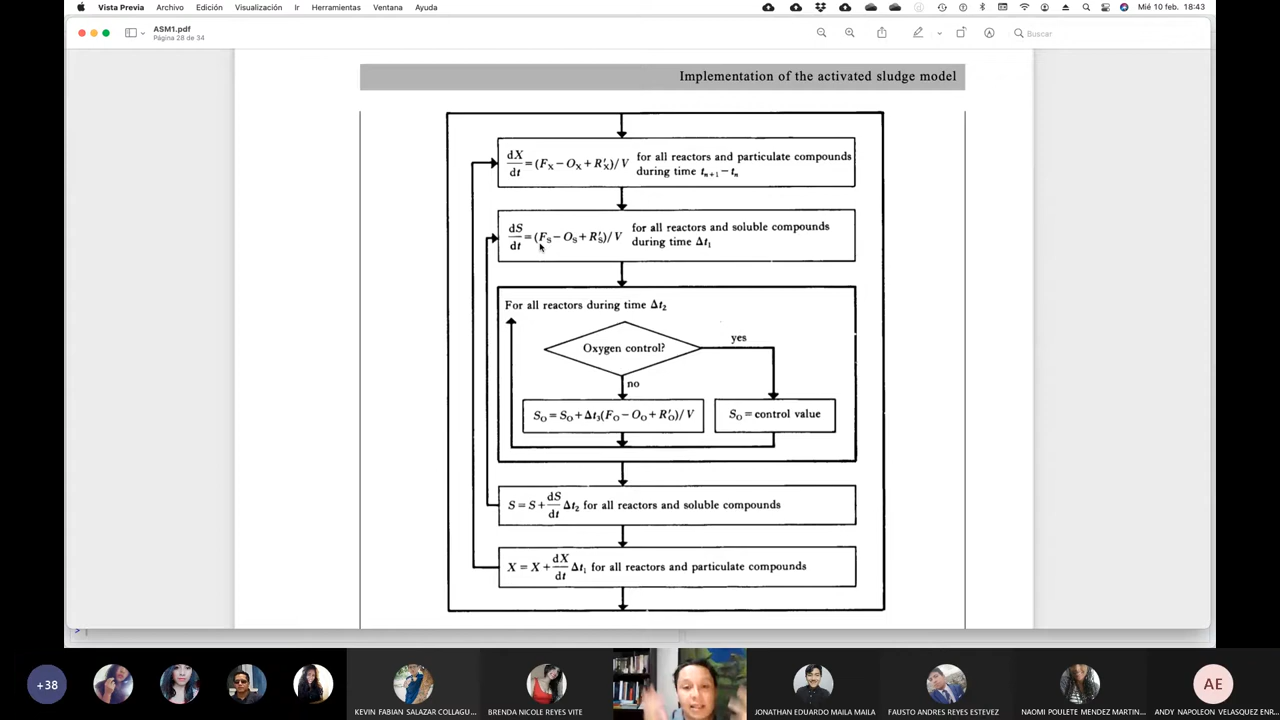 Vista Previa Archivo Edición Visualización Ir Herramientas Ventana Ayuda
Mié 10 feb. 18:43
ASM1.pdf
Página 28 de 34
Buscar
Implementation of the activated sludge model
dX/dt = (F_X − O_X + R′_X)/V for all reactors and particulate compounds
during time t_{n+1} − t_n
dS/dt = (F_S − O_S + R′_S)/V for all reactors and soluble compounds
during time Δt₁
For all reactors during time Δt₂
Oxygen control?
yes
no
S_O = S_O + Δt₃(F_O − O_O + R′_O)/V
S_O = control value
S = S + dS/dt Δt₂ for all reactors and soluble compounds
X = X + dX/dt Δt₁ for all reactors and particulate compounds
>
+38
KEVIN FABIAN SALAZAR COLLAGU...
BRENDA NICOLE REYES VITE
JONATHAN EDUARDO MAILA MAILA
FAUSTO ANDRES REYES ESTEVEZ
NAOMI POULETE MENDEZ MARTIN...
AE
ANDY NAPOLEON VELASQUEZ ENR...